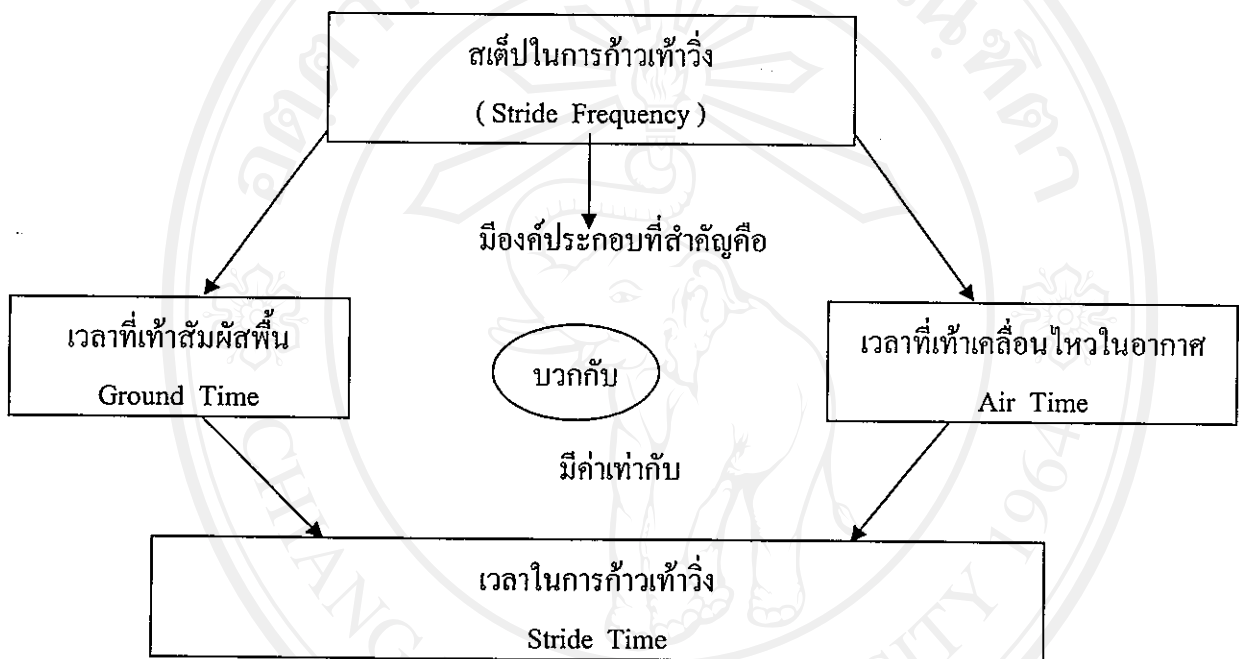 สเต็ปในการก้าวเท้าวิ่ง
( Stride Frequency )
มีองค์ประกอบที่สำคัญคือ
เวลาที่เท้าสัมผัสพื้น
Ground Time
บวกกับ
เวลาที่เท้าเคลื่อนไหวในอากาศ
Air Time
มีค่าเท่ากับ
เวลาในการก้าวเท้าวิ่ง
Stride Time